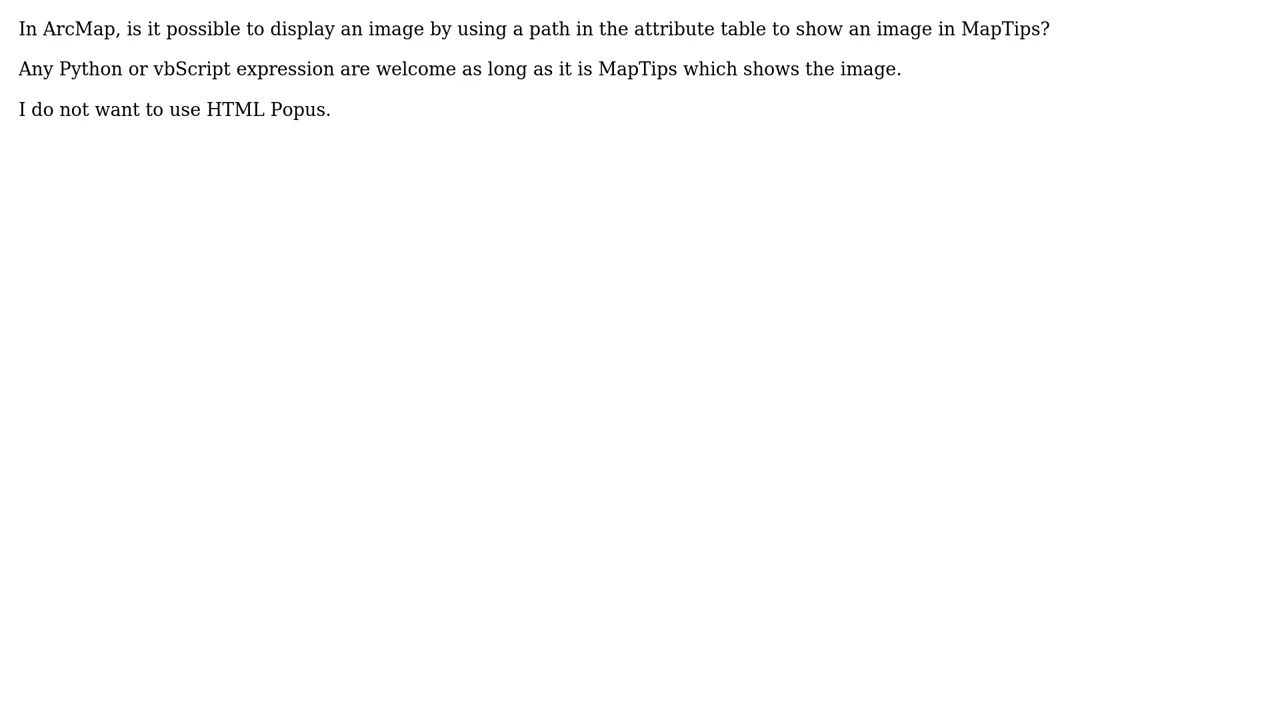 In ArcMap, is it possible to display an image by using a path in the attribute table to show an image in MapTips?
Any Python or vbScript expression are welcome as long as it is MapTips which shows the image.
I do not want to use HTML Popus.